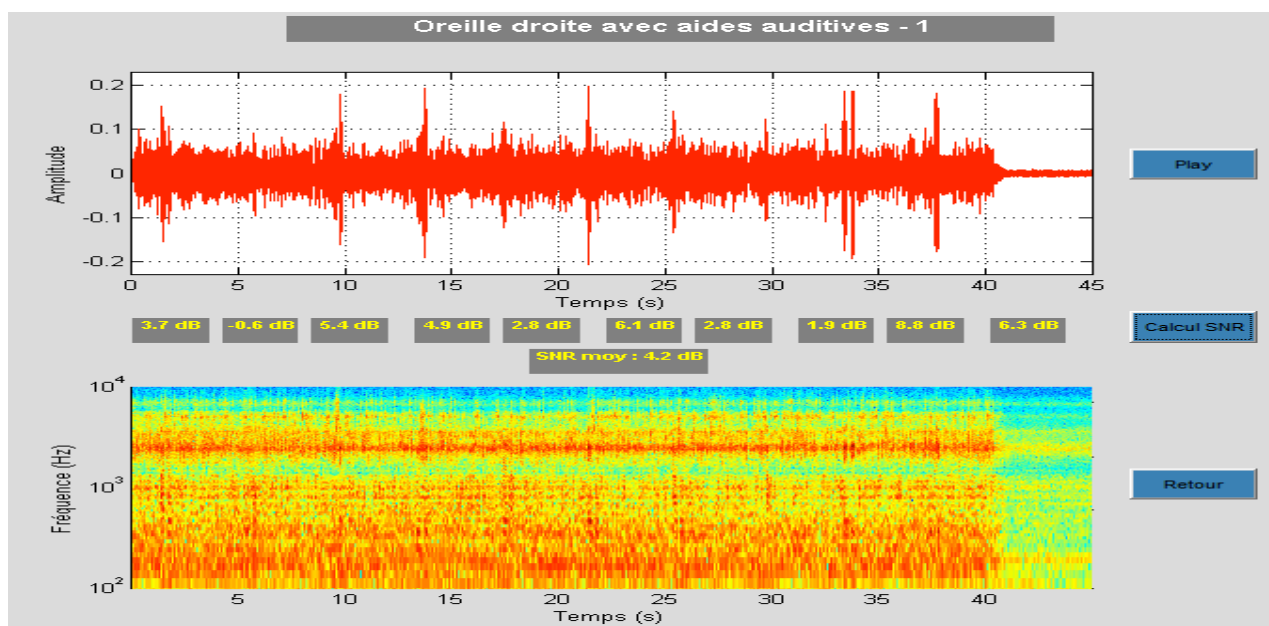 Oreille droite avec aides auditives - 1
0.2
0.1
0
-0.1
-0.2
Amplitude
0 5 10 15 20 25 30 35 40 45
Temps (s)
Play
3.7 dB -0.6 dB 5.4 dB 4.9 dB 2.8 dB 6.1 dB 2.8 dB 1.9 dB 8.8 dB 6.3 dB
Calcul SNR
SNR moy : 4.2 dB
10^4
10^3
10^2
Fréquence (Hz)
5 10 15 20 25 30 35 40
Temps (s)
Retour